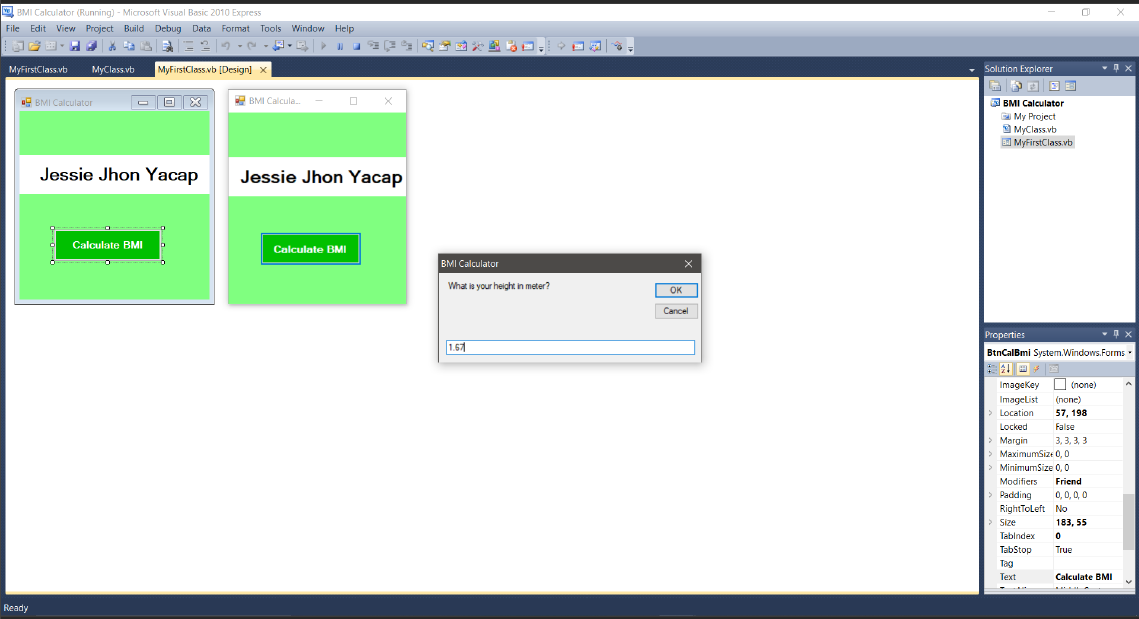 BMI Calculator (Running) - Microsoft Visual Basic 2010 Express
File Edit View Project Build Debug Data Format Tools Window Help
MyFirstClass.vb MyClass.vb MyFirstClass.vb [Design]
BMI Calculator
Jessie Jhon Yacap
Calculate BMI
BMI Calcula...
Jessie Jhon Yacap
Calculate BMI
BMI Calculator
What is your height in meter?
OK
Cancel
1.67
Solution Explorer
BMI Calculator
My Project
MyClass.vb
MyFirstClass.vb
Properties
BtnCalBmi System.Windows.Forms
ImageKey (none)
ImageList (none)
Location 57, 198
Locked False
Margin 3, 3, 3, 3
MaximumSize 0, 0
MinimumSize 0, 0
Modifiers Friend
Padding 0, 0, 0, 0
RightToLeft No
Size 183, 55
TabIndex 0
TabStop True
Tag
Text Calculate BMI
Ready